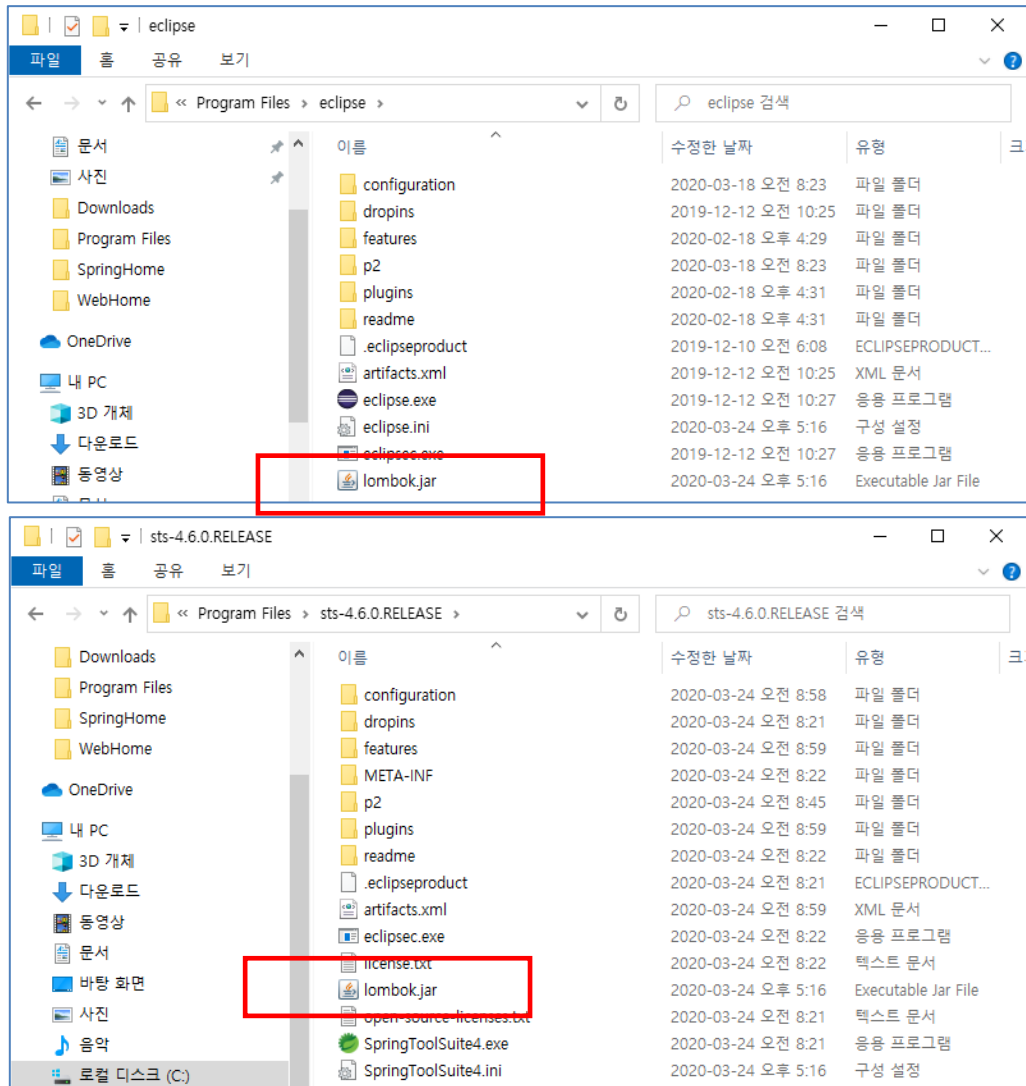 eclipse
파일 홈 공유 보기
« Program Files › eclipse › eclipse 검색
문서
사진
Downloads
Program Files
SpringHome
WebHome
OneDrive
내 PC
3D 개체
다운로드
동영상
이름 수정한 날짜 유형
configuration 2020-03-18 오전 8:23 파일 폴더
dropins 2019-12-12 오전 10:25 파일 폴더
features 2020-02-18 오후 4:29 파일 폴더
p2 2020-03-18 오전 8:23 파일 폴더
plugins 2020-02-18 오후 4:31 파일 폴더
readme 2020-02-18 오후 4:31 파일 폴더
.eclipseproduct 2019-12-10 오전 6:08 ECLIPSEPRODUCT...
artifacts.xml 2019-12-12 오전 10:25 XML 문서
eclipse.exe 2019-12-12 오전 10:27 응용 프로그램
eclipse.ini 2020-03-24 오후 5:16 구성 설정
eclipsec.exe 2019-12-12 오전 10:27 응용 프로그램
lombok.jar 2020-03-24 오후 5:16 Executable Jar File
sts-4.6.0.RELEASE
파일 홈 공유 보기
« Program Files › sts-4.6.0.RELEASE › sts-4.6.0.RELEASE 검색
Downloads
Program Files
SpringHome
WebHome
OneDrive
내 PC
3D 개체
다운로드
동영상
문서
바탕 화면
사진
음악
로컬 디스크 (C:)
이름 수정한 날짜 유형
configuration 2020-03-24 오전 8:58 파일 폴더
dropins 2020-03-24 오전 8:21 파일 폴더
features 2020-03-24 오전 8:59 파일 폴더
META-INF 2020-03-24 오전 8:22 파일 폴더
p2 2020-03-24 오전 8:45 파일 폴더
plugins 2020-03-24 오전 8:59 파일 폴더
readme 2020-03-24 오전 8:22 파일 폴더
.eclipseproduct 2020-03-24 오전 8:21 ECLIPSEPRODUCT...
artifacts.xml 2020-03-24 오전 8:59 XML 문서
eclipsec.exe 2020-03-24 오전 8:22 응용 프로그램
license.txt 2020-03-24 오전 8:22 텍스트 문서
lombok.jar 2020-03-24 오후 5:16 Executable Jar File
open-source-licenses.txt 2020-03-24 오전 8:21 텍스트 문서
SpringToolSuite4.exe 2020-03-24 오전 8:21 응용 프로그램
SpringToolSuite4.ini 2020-03-24 오후 5:16 구성 설정